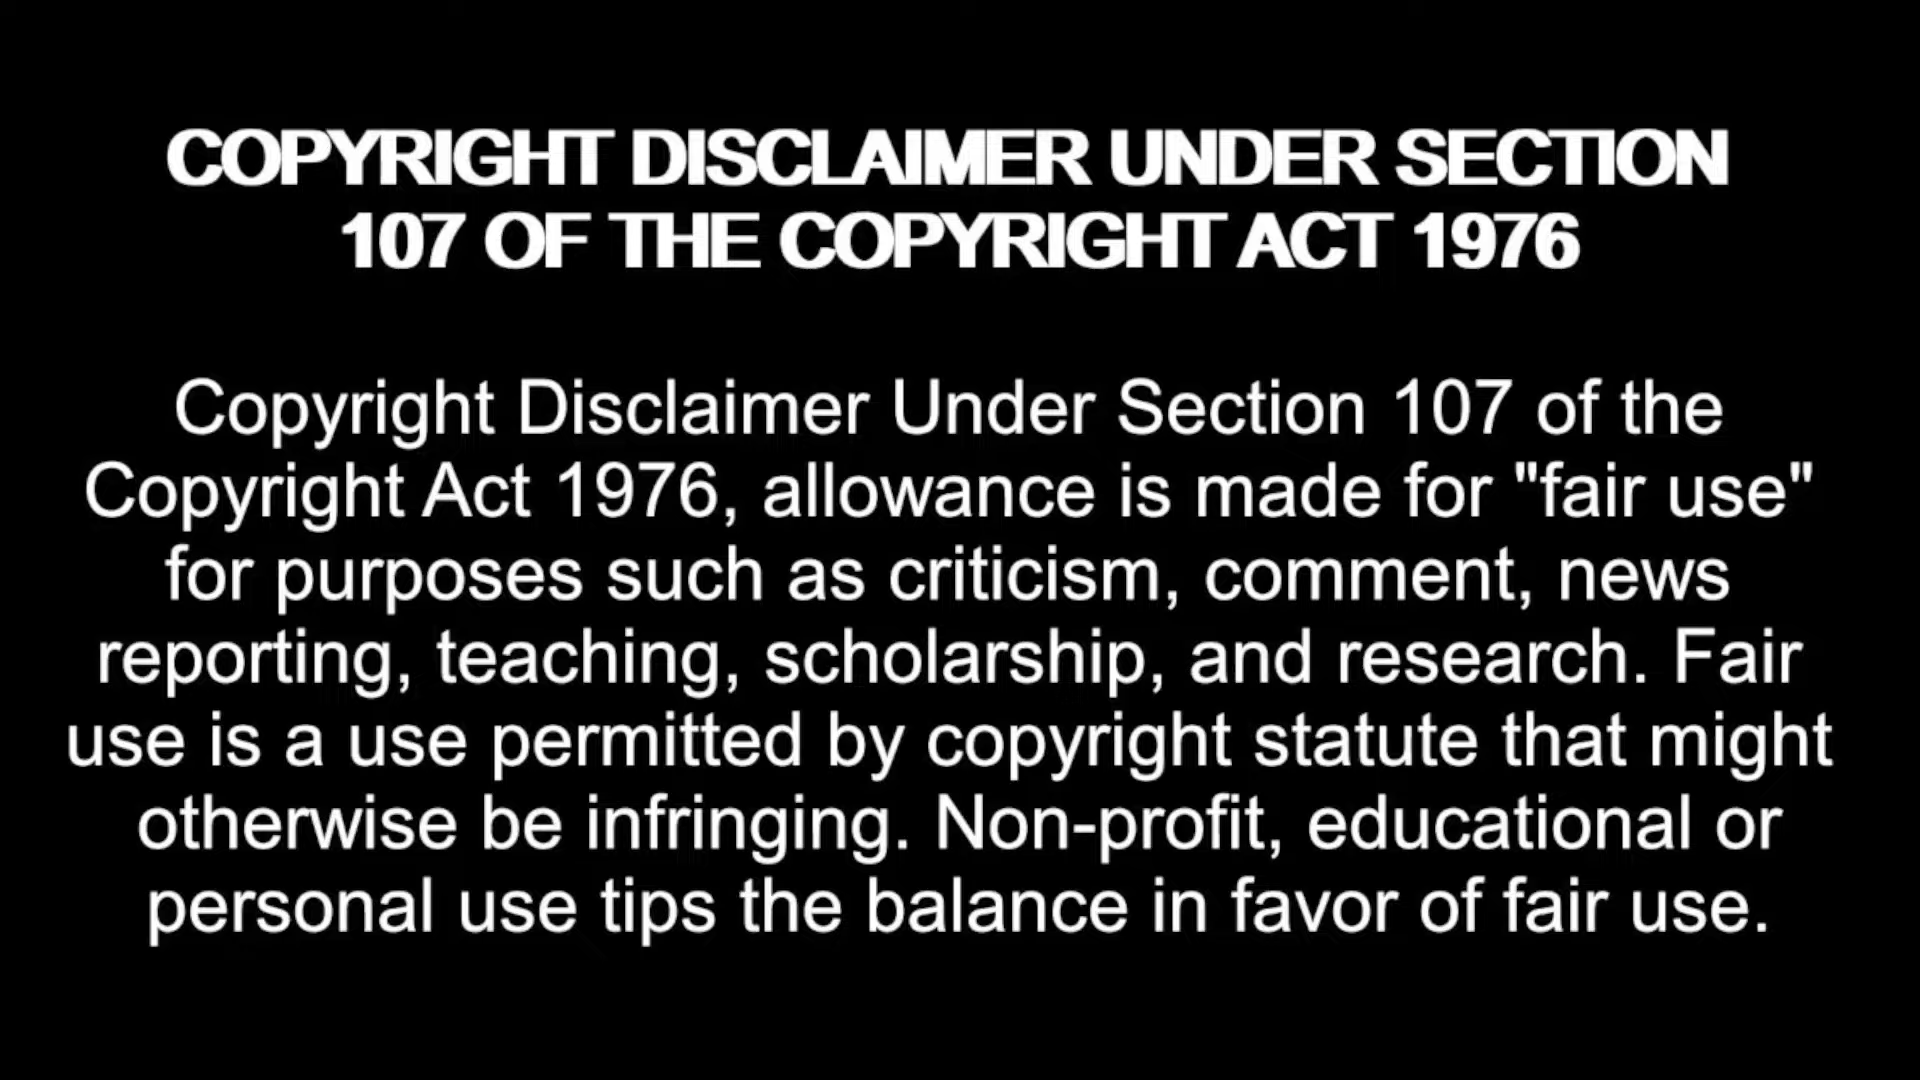 COPYRIGHT DISCLAIMER UNDER SECTION
107 OF THE COPYRIGHT ACT 1976
Copyright Disclaimer Under Section 107 of the
Copyright Act 1976, allowance is made for "fair use"
for purposes such as criticism, comment, news
reporting, teaching, scholarship, and research. Fair
use is a use permitted by copyright statute that might
otherwise be infringing. Non-profit, educational or
personal use tips the balance in favor of fair use.